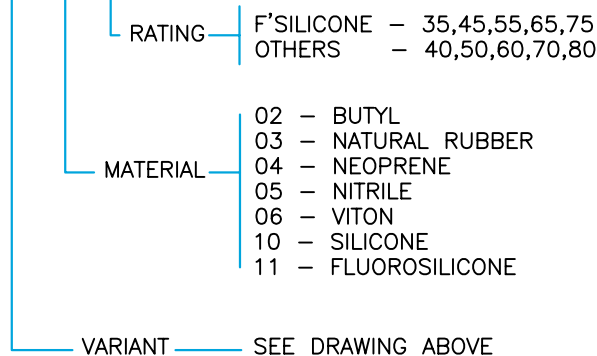 RATING F'SILICONE – 35,45,55,65,75
OTHERS – 40,50,60,70,80
02 – BUTYL
03 – NATURAL RUBBER
MATERIAL 04 – NEOPRENE
05 – NITRILE
06 – VITON
10 – SILICONE
11 – FLUOROSILICONE
VARIANT SEE DRAWING ABOVE